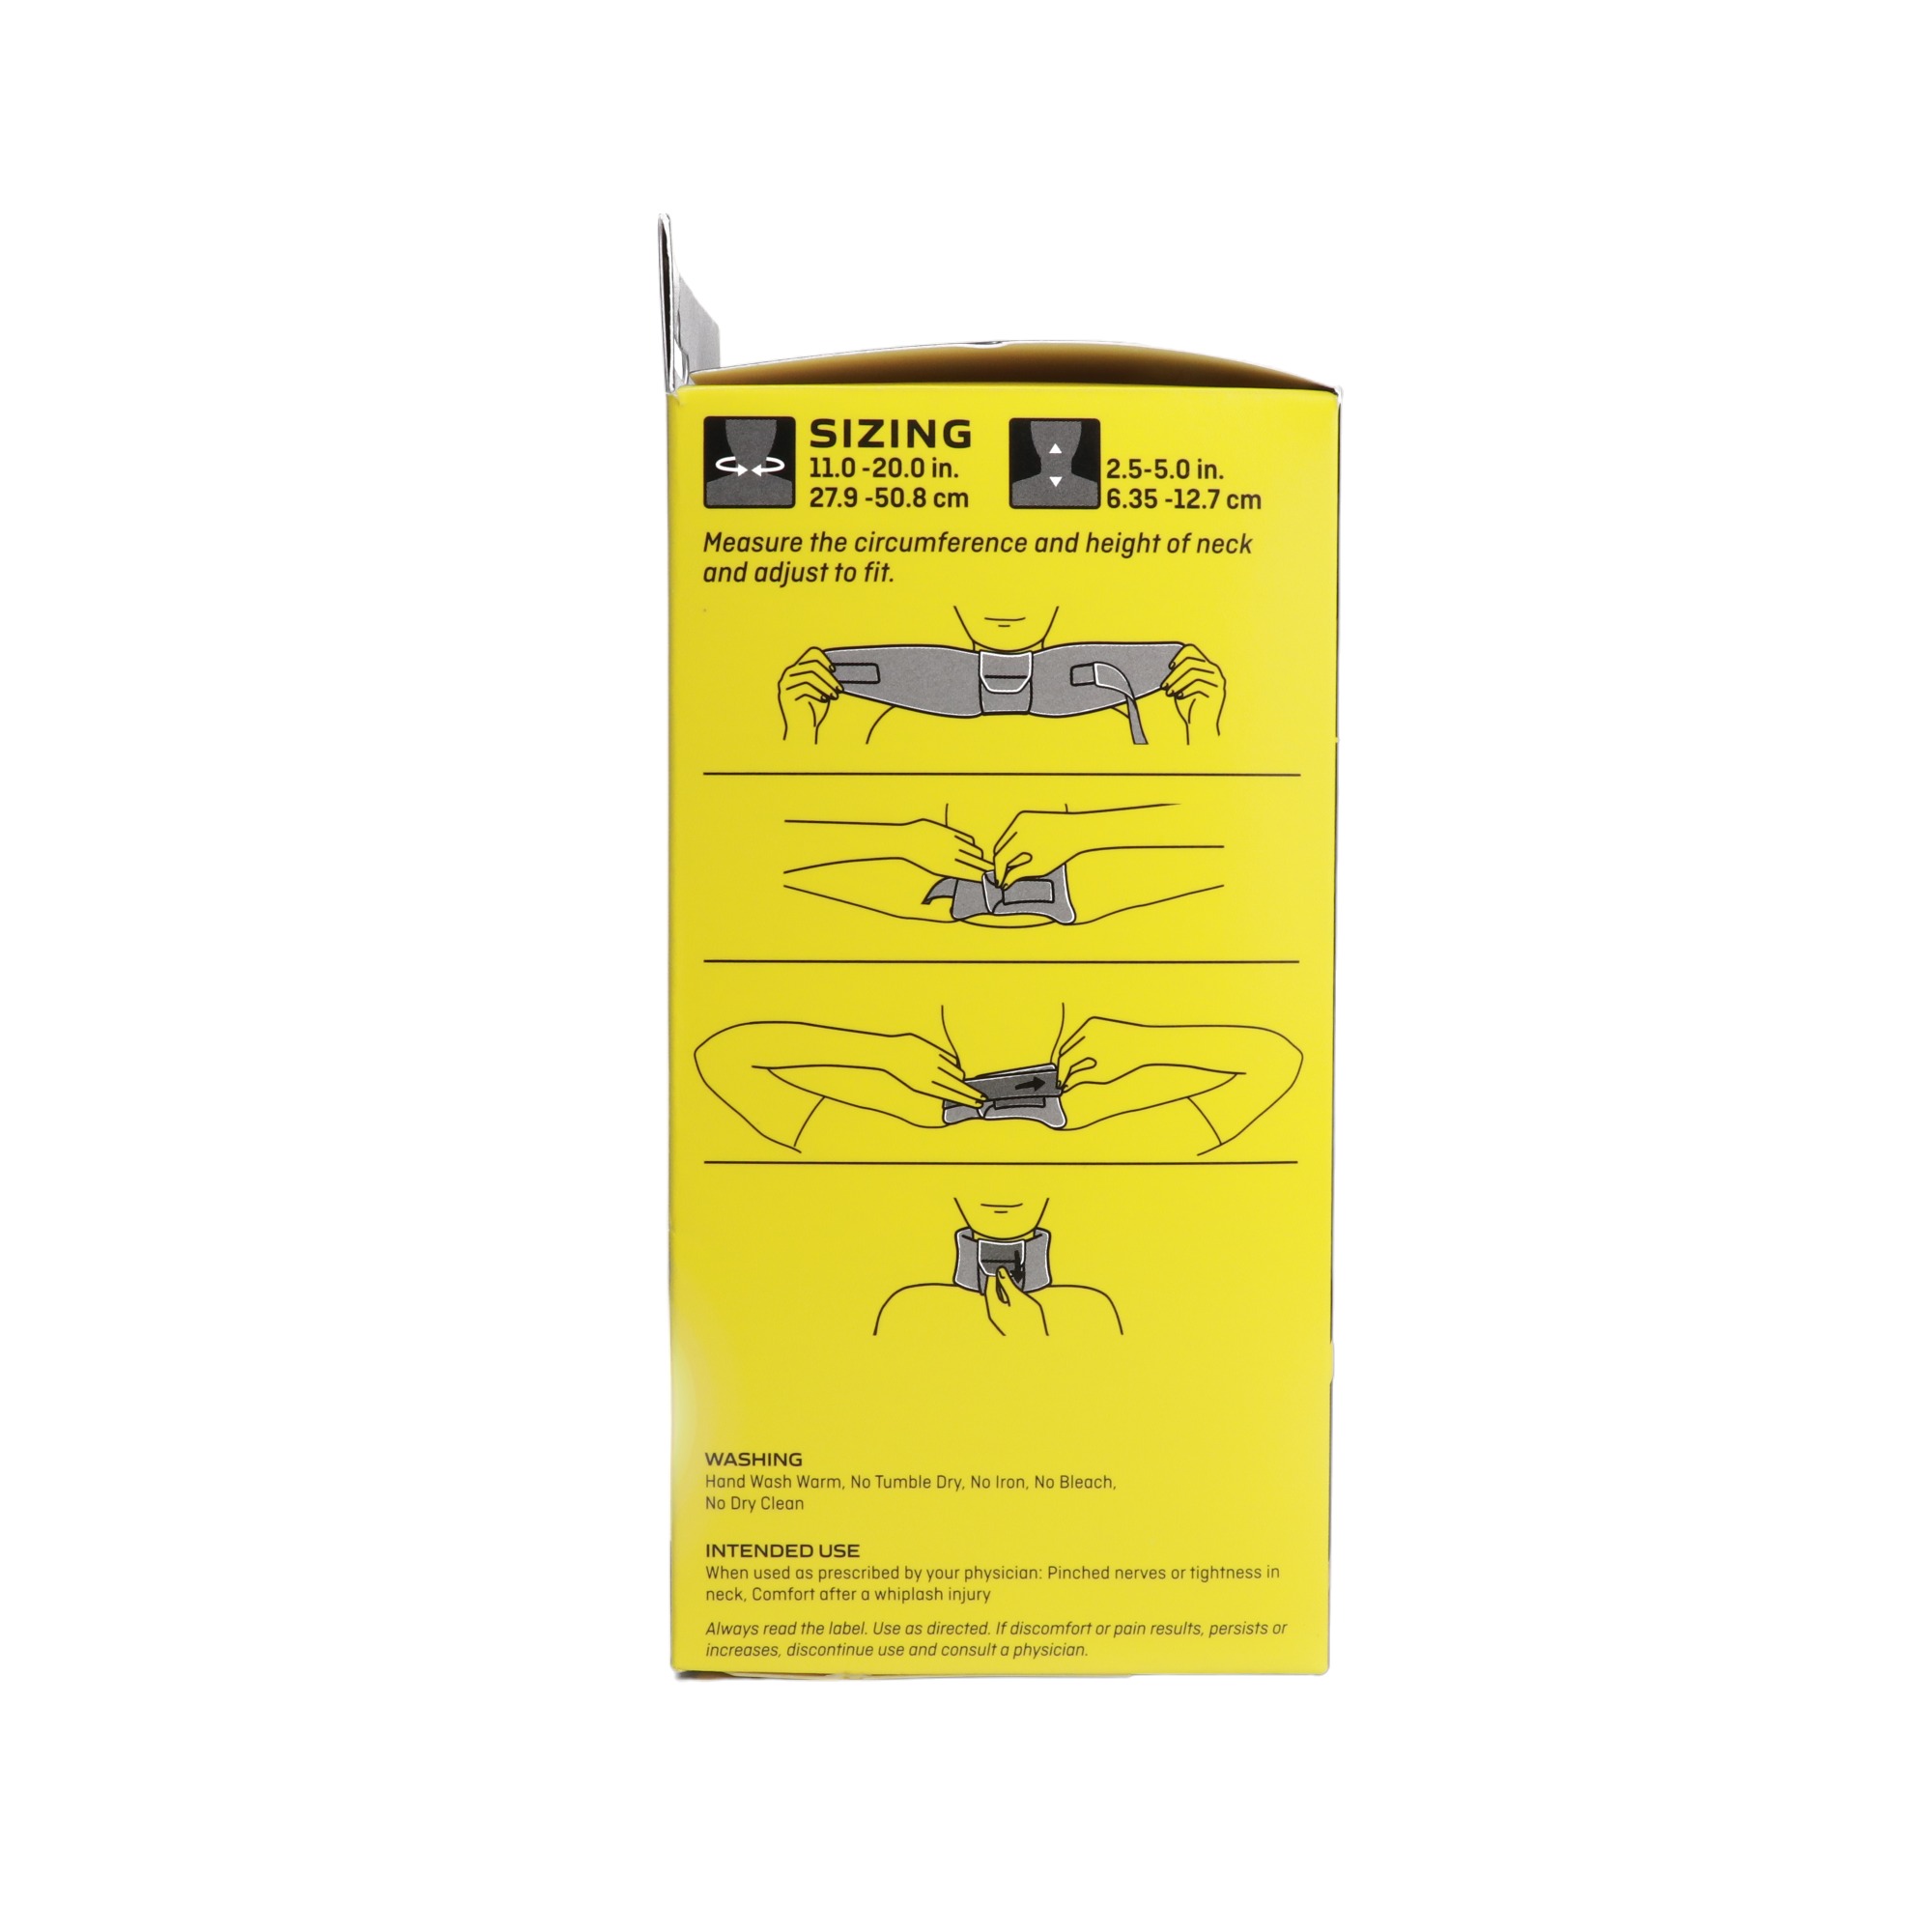 SIZING
11.0 -20.0 in.
27.9 -50.8 cm
2.5-5.0 in.
6.35 -12.7 cm
Measure the circumference and height of neck
and adjust to fit.
WASHING
Hand Wash Warm, No Tumble Dry, No Iron, No Bleach,
No Dry Clean
INTENDED USE
When used as prescribed by your physician: Pinched nerves or tightness in
neck, Comfort after a whiplash injury
Always read the label. Use as directed. If discomfort or pain results, persists or
increases, discontinue use and consult a physician.